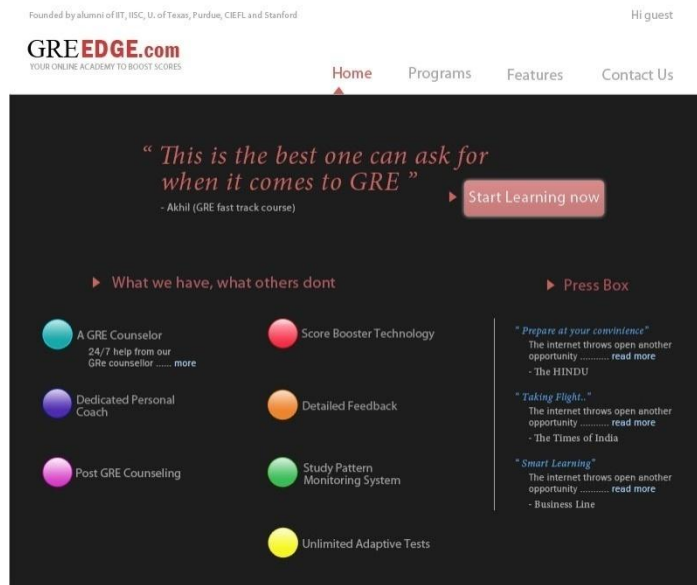 Founded by alumni of IIT, IISC, U. of Texas, Purdue, CIEFL and Stanford
Hi guest
GREEDGE.com
YOUR ONLINE ACADEMY TO BOOST SCORES
Home Programs Features Contact Us
“ This is the best one can ask for
when it comes to GRE ”
- Akhil (GRE fast track course)
Start Learning now
What we have, what others dont
A GRE Counselor
24/7 help from our
GRe counsellor ...... more
Dedicated Personal
Coach
Post GRE Counseling
Score Booster Technology
Detailed Feedback
Study Pattern
Monitoring System
Unlimited Adaptive Tests
Press Box
" Prepare at your convinience"
The internet throws open another
opportunity ........... read more
- The HINDU
" Taking Flight.."
The internet throws open another
opportunity ........... read more
- The Times of India
" Smart Learning"
The internet throws open another
opportunity ........... read more
- Business Line